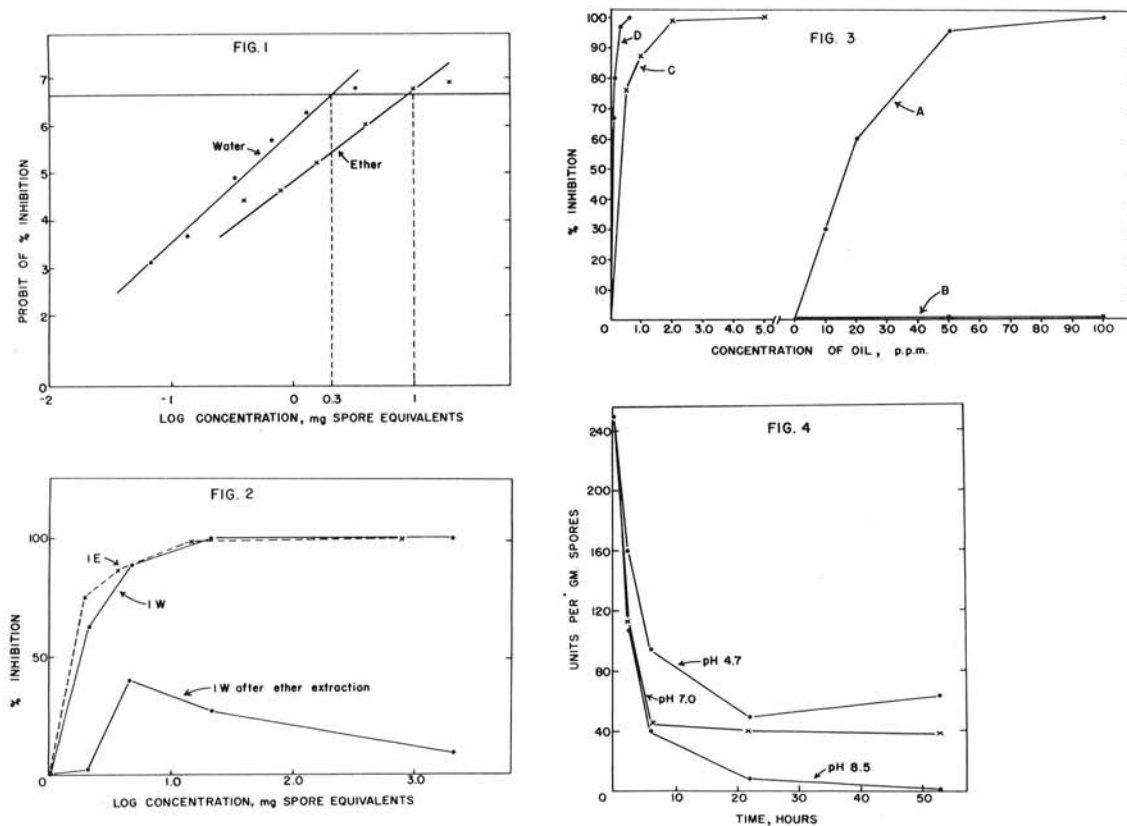 FIG. 1
7
6
5
4
3
2
0
-2
-1
0
0.3
1
Water
Ether
PROBIT OF % INHIBITION
LOG CONCENTRATION, mg SPORE EQUIVALENTS
FIG. 2
100
50
0
1.0
2.0
3.0
I E
I W
I W after ether extraction
% INHIBITION
LOG CONCENTRATION, mg SPORE EQUIVALENTS
FIG. 3
100
90
80
70
60
50
40
30
20
10
0
1.0
2.0
3.0
4.0
5.0
0
10
20
30
40
50
60
70
80
90
100
D
C
A
B
% INHIBITION
CONCENTRATION OF OIL, p.p.m.
FIG. 4
240
200
160
120
80
40
0
10
20
30
40
50
pH 4.7
pH 7.0
pH 8.5
UNITS PER GM. SPORES
TIME, HOURS